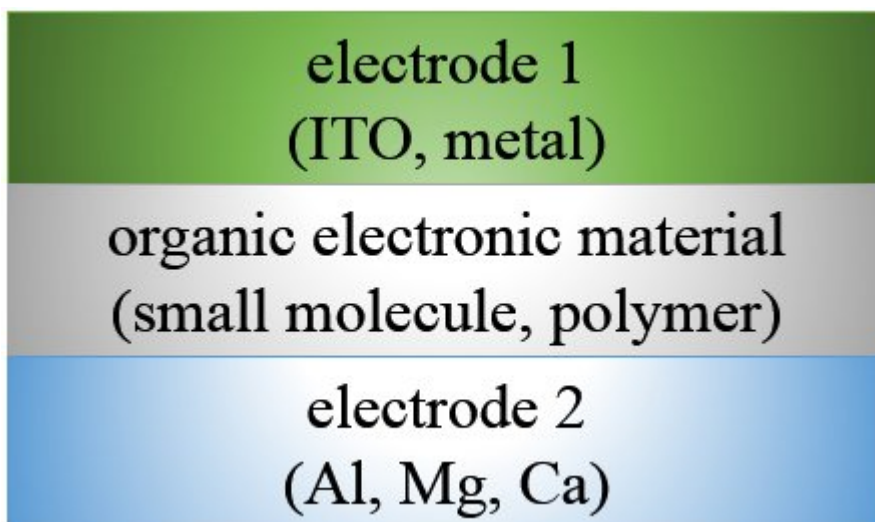 electrode 1
(ITO, metal)
organic electronic material
(small molecule, polymer)
electrode 2
(Al, Mg, Ca)